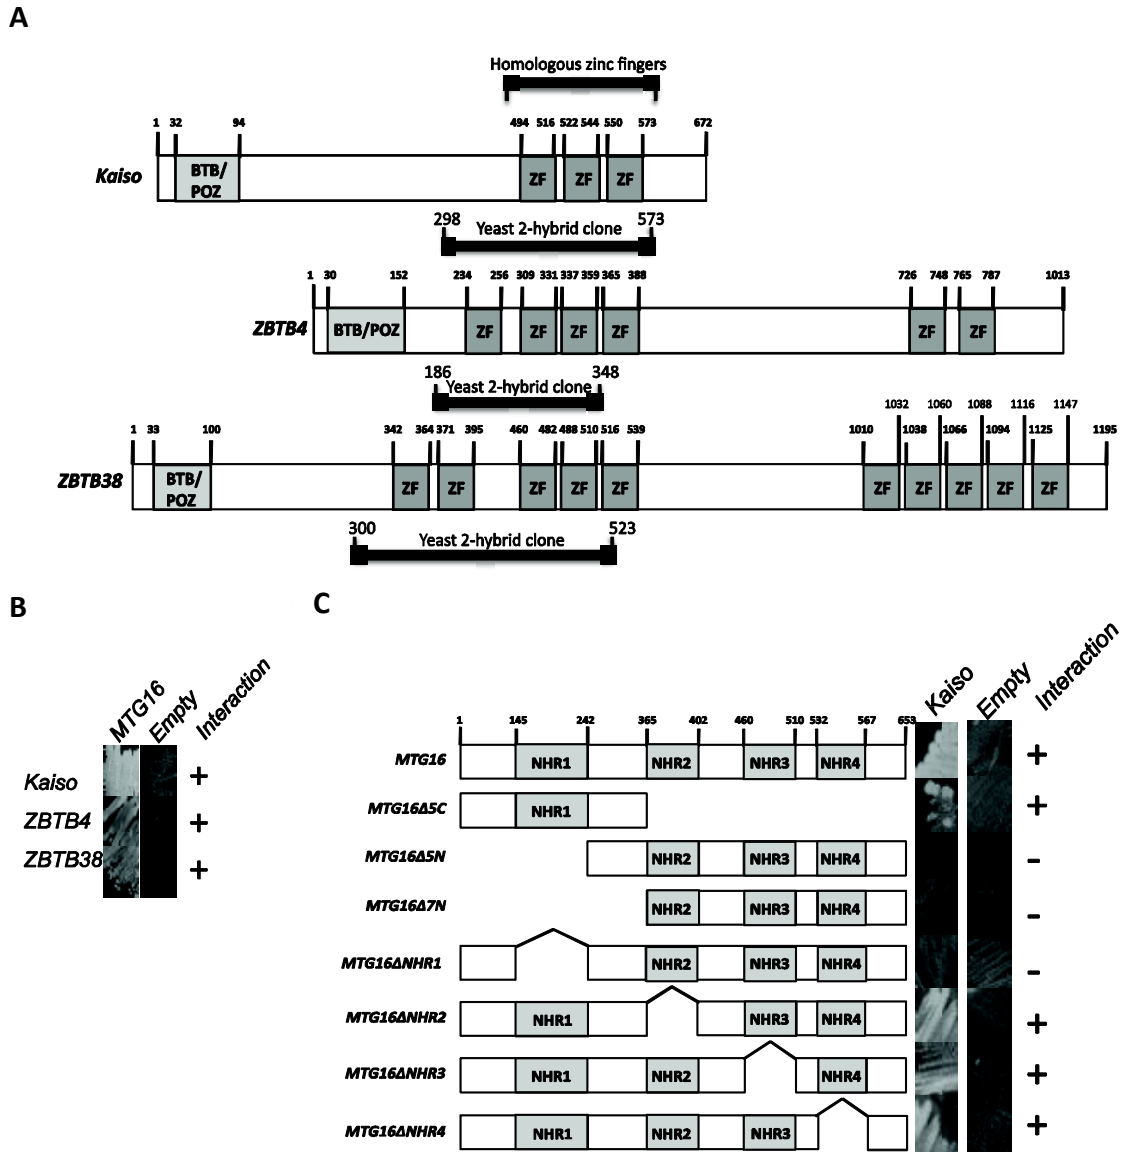 A
Homologous zinc fingers
1 32 94 494 516 522 544 550 573 672
Kaiso
BTB/
POZ
ZF ZF ZF
298 573
Yeast 2-hybrid clone
1 30 152 234 256 309 331 337 359 365 388 726 748 765 787 1013
ZBTB4
BTB/POZ ZF ZF ZF ZF ZF ZF
186 348
Yeast 2-hybrid clone
1032 1060 1088 1116 1147
1 33 100 342 364 371 395 460 482 488 510 516 539 1010 1038 1066 1094 1125 1195
ZBTB38
BTB/
POZ
ZF ZF ZF ZF ZF ZF ZF ZF ZF ZF
300 523
Yeast 2-hybrid clone
B
MTG16 Empty Interaction
Kaiso +
ZBTB4 +
ZBTB38 +
C
Kaiso Empty Interaction
1 145 242 365 402 460 510 532 567 653
MTG16 NHR1 NHR2 NHR3 NHR4 +
MTG16Δ5C NHR1 +
MTG16Δ5N NHR2 NHR3 NHR4 -
MTG16Δ7N NHR2 NHR3 NHR4 -
MTG16ΔNHR1 NHR2 NHR3 NHR4 -
MTG16ΔNHR2 NHR1 NHR3 NHR4 +
MTG16ΔNHR3 NHR1 NHR2 NHR4 +
MTG16ΔNHR4 NHR1 NHR2 NHR3 +